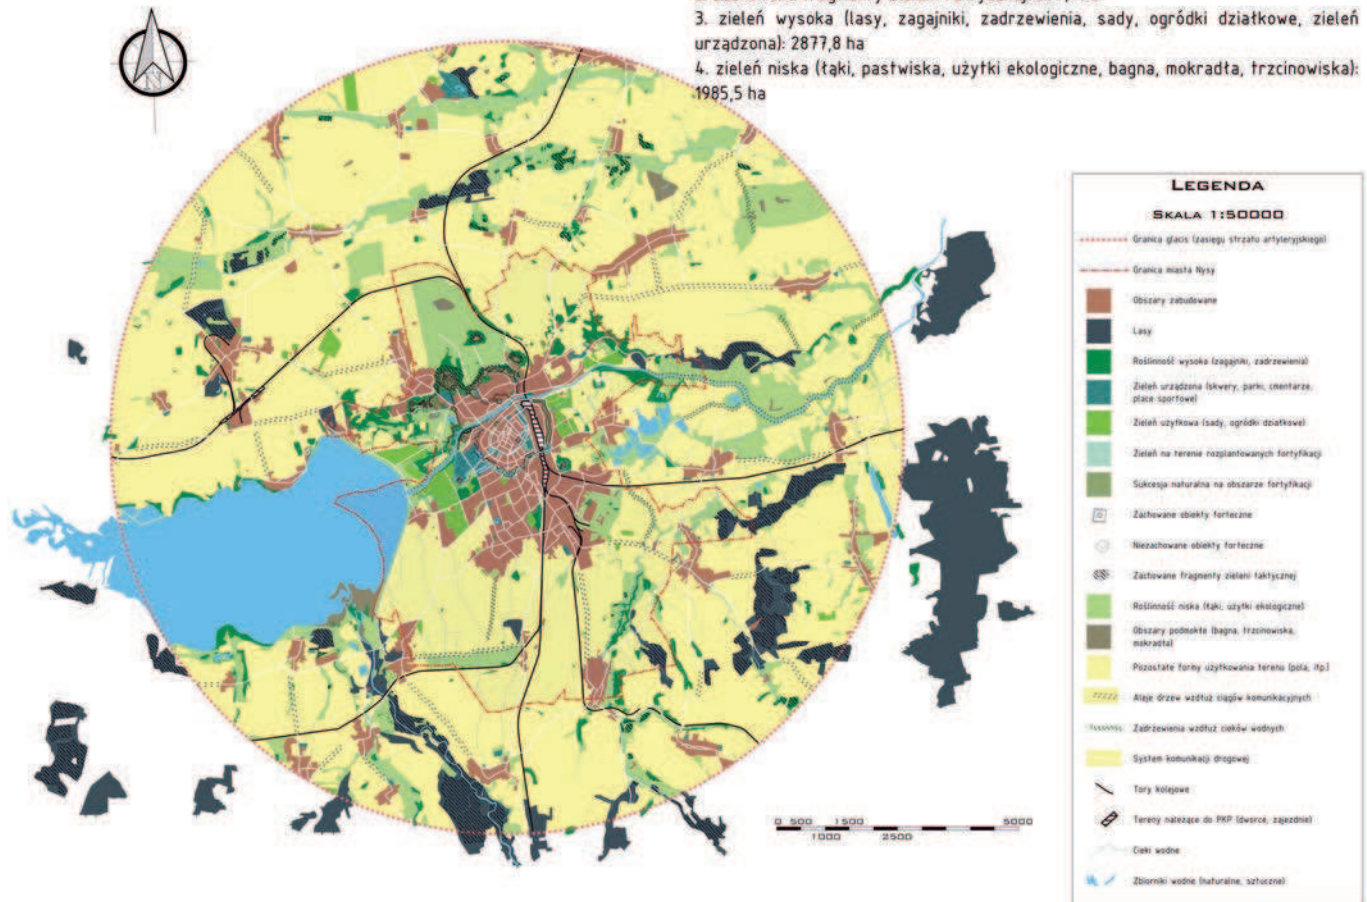 3. zieleń wysoka (lasy, zagajniki, zadrzewienia, sady, ogródki działkowe, zieleń
urządzona): 2877,8 ha
4. zieleń niska (łąki, pastwiska, użytki ekologiczne, bagna, mokradła, trzcinowiska):
1985,5 ha
N
LEGENDA
SKALA 1:50000
Granica glacis (zasięgu strzału artyleryjskiego)
Granica miasta Nysy
Obszary zabudowane
Lasy
Roślinność wysoka (zagajniki, zadrzewienia)
Zieleń urządzona (skwery, parki, cmentarze,
place sportowe)
Zieleń użytkowa (sady, ogródki działkowe)
Zieleń na terenie rozplantowanych fortyfikacji
Sukcesja naturalna na obszarze fortyfikacji
Zachowane obiekty forteczne
Niezachowane obiekty forteczne
Zachowane fragmenty zieleni taktycznej
Roślinność niska (łąki, użytki ekologiczne)
Obszary podmokłe (bagna, trzcinowiska,
mokradła)
Pozostałe formy użytkowania terenu (pola, itp.)
Aleje drzew wzdłuż ciągów komunikacyjnych
Zadrzewienia wzdłuż cieków wodnych
System komunikacji drogowej
Tory kolejowe
Tereny należące do PKP (dworce, zajezdnie)
Cieki wodne
Zbiorniki wodne (naturalne, sztuczne)
0 500 1500 5000
1000 2500